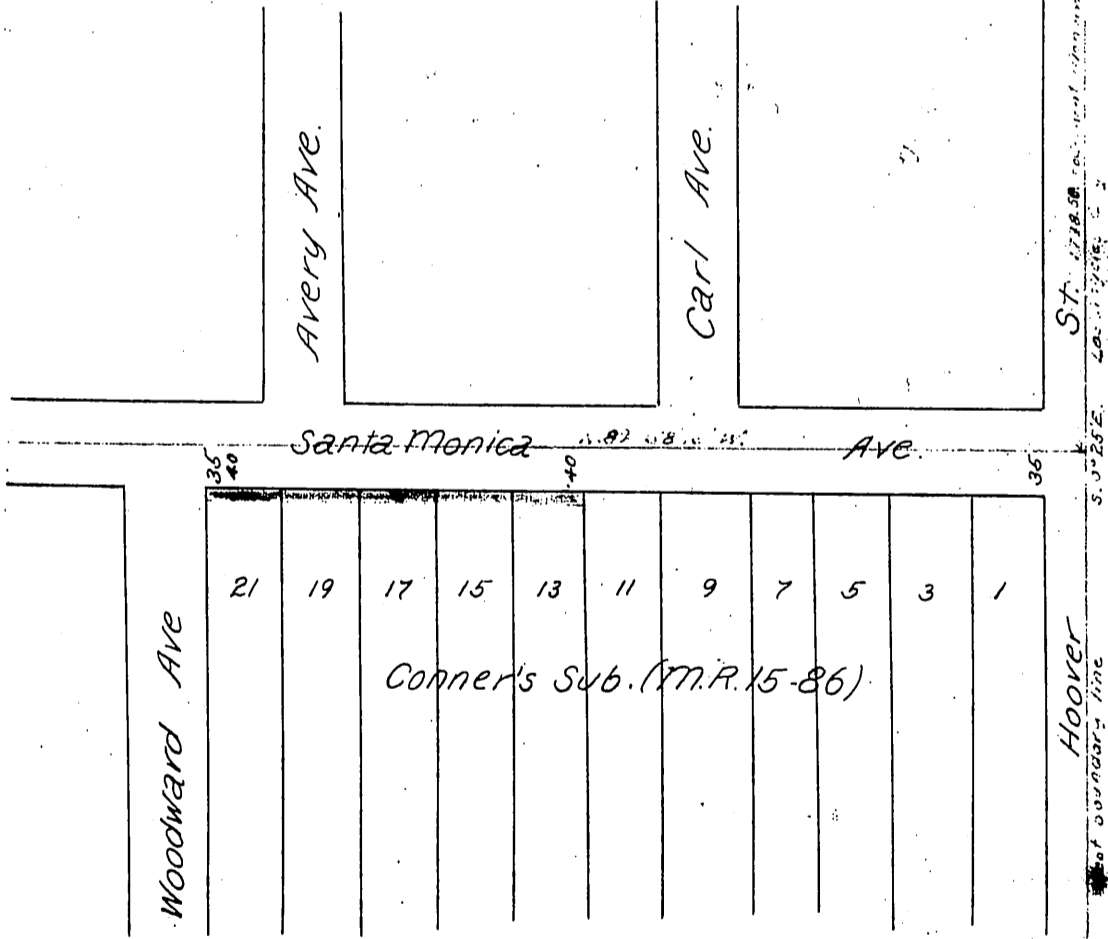 Avery Ave.
Carl Ave.
St.
Santa Monica Ave.
35
40
40
35
S. 0° 25' E.
21 19 17 15 13 11 9 7 5 3 1
Conner's Sub. (M.R. 15-86)
Woodward Ave
Hoover
boundary line